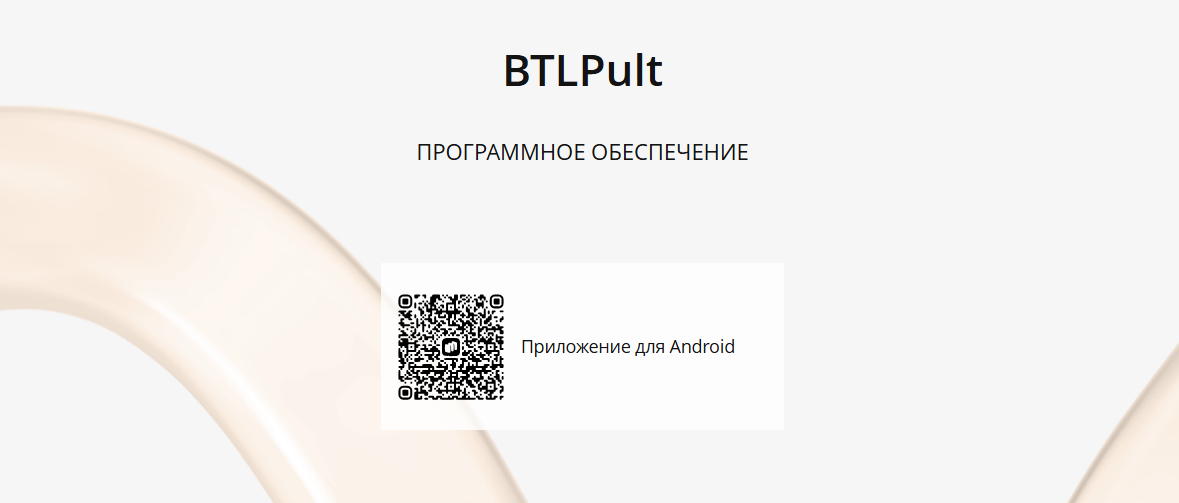 BTLPult
ПРОГРАММНОЕ ОБЕСПЕЧЕНИЕ
Приложение для Android